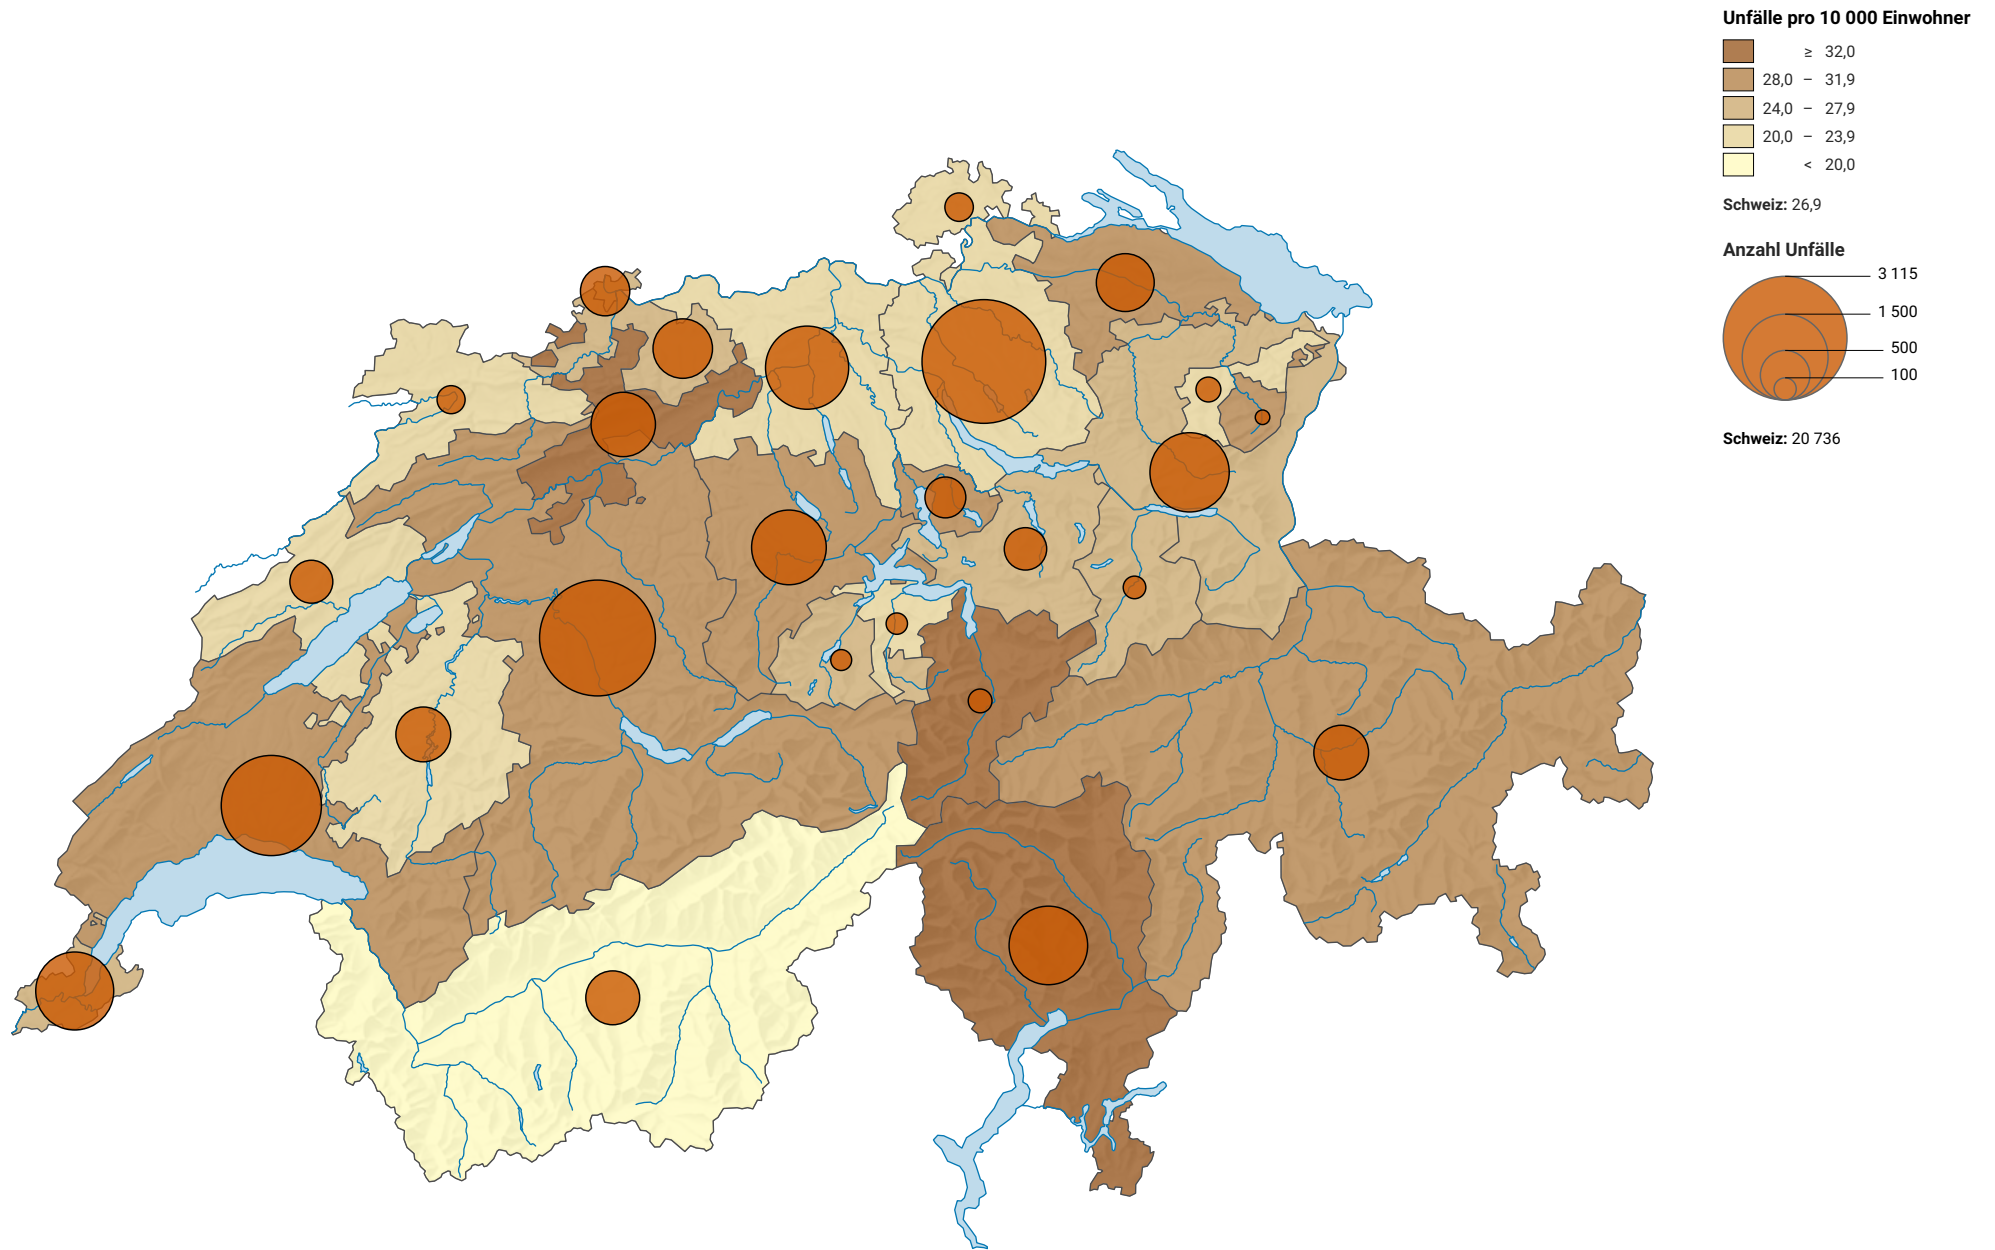 Unfälle pro 10 000 Einwohner
≥ 32,0
28,0 – 31,9
24,0 – 27,9
20,0 – 23,9
< 20,0
Schweiz: 26,9
Anzahl Unfälle
3 115
1 500
500
100
Schweiz: 20 736